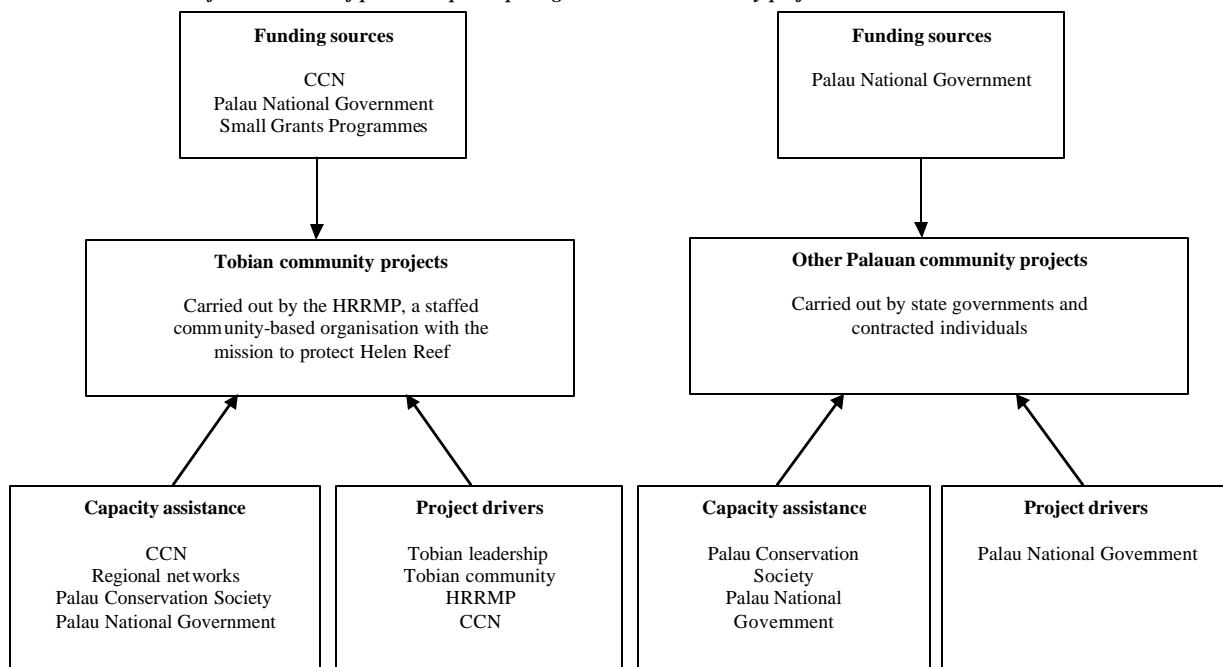 Funding sources
CCN
Palau National Government
Small Grants Programmes
Funding sources
Palau National Government
Tobian community projects
Carried out by the HRRMP, a staffed
community-based organisation with the
mission to protect Helen Reef
Other Palauan community projects
Carried out by state governments and
contracted individuals
Capacity assistance
CCN
Regional networks
Palau Conservation Society
Palau National Government
Project drivers
Tobian leadership
Tobian community
HRRMP
CCN
Capacity assistance
Palau Conservation
Society
Palau National
Government
Project drivers
Palau National Government